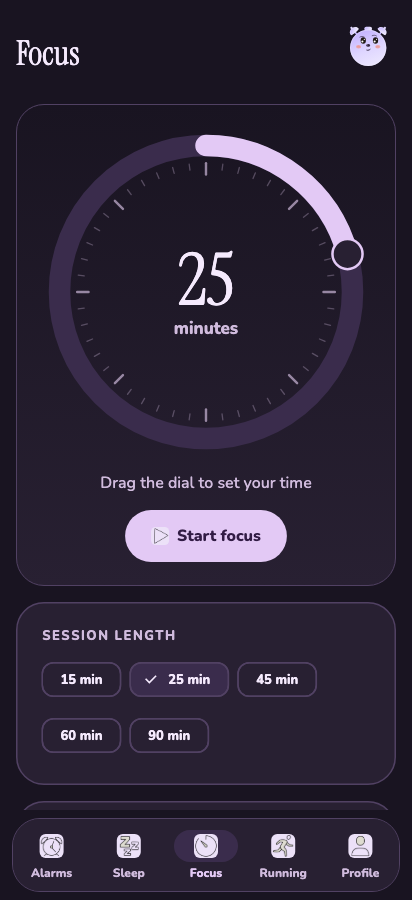 Focus
25
minutes
Drag the dial to set your time
Start focus
SESSION LENGTH
15 min
25 min
45 min
60 min
90 min
Alarms
Sleep
Focus
Running
Profile